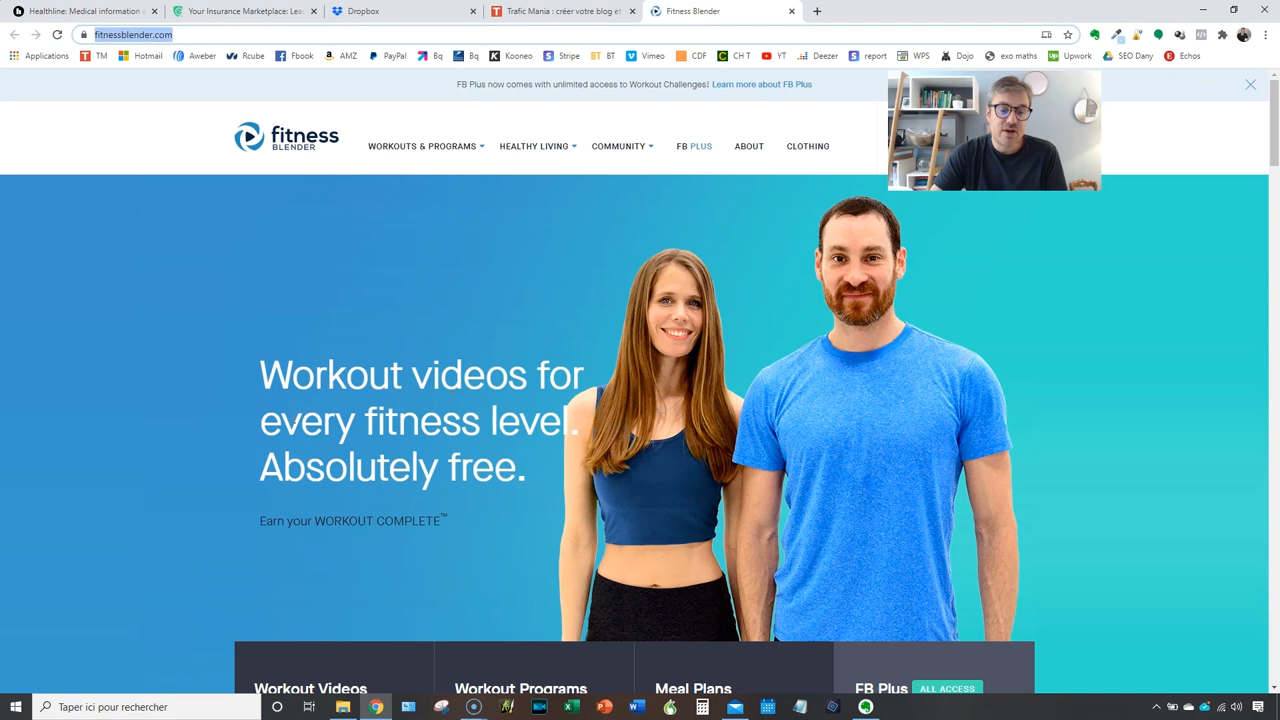 Healthline: Medical information a
Your Insurance Marketplace: Lear
Dropbox
Trafic Mania : créer votre blog et
Fitness Blender
fitnessblender.com
Applications
TM
Hotmail
Aweber
Rcube
Fbook
AMZ
PayPal
Bq
Bq
Kooneo
Stripe
BT BT
Vimeo
CDF
CH T
YT
Deezer
report
WPS
Dojo
exo maths
Upwork
SEO Dany
Echos
FB Plus now comes with unlimited access to Workout Challenges! Learn more about FB Plus
fitness
BLENDER
WORKOUTS & PROGRAMS
HEALTHY LIVING
COMMUNITY
FB PLUS
ABOUT
CLOTHING
Workout videos for
every fitness level.
Absolutely free.
Earn your WORKOUT COMPLETE™
Workout Videos
Workout Programs
Meal Plans
FB Plus ALL ACCESS
Taper ici pour rechercher